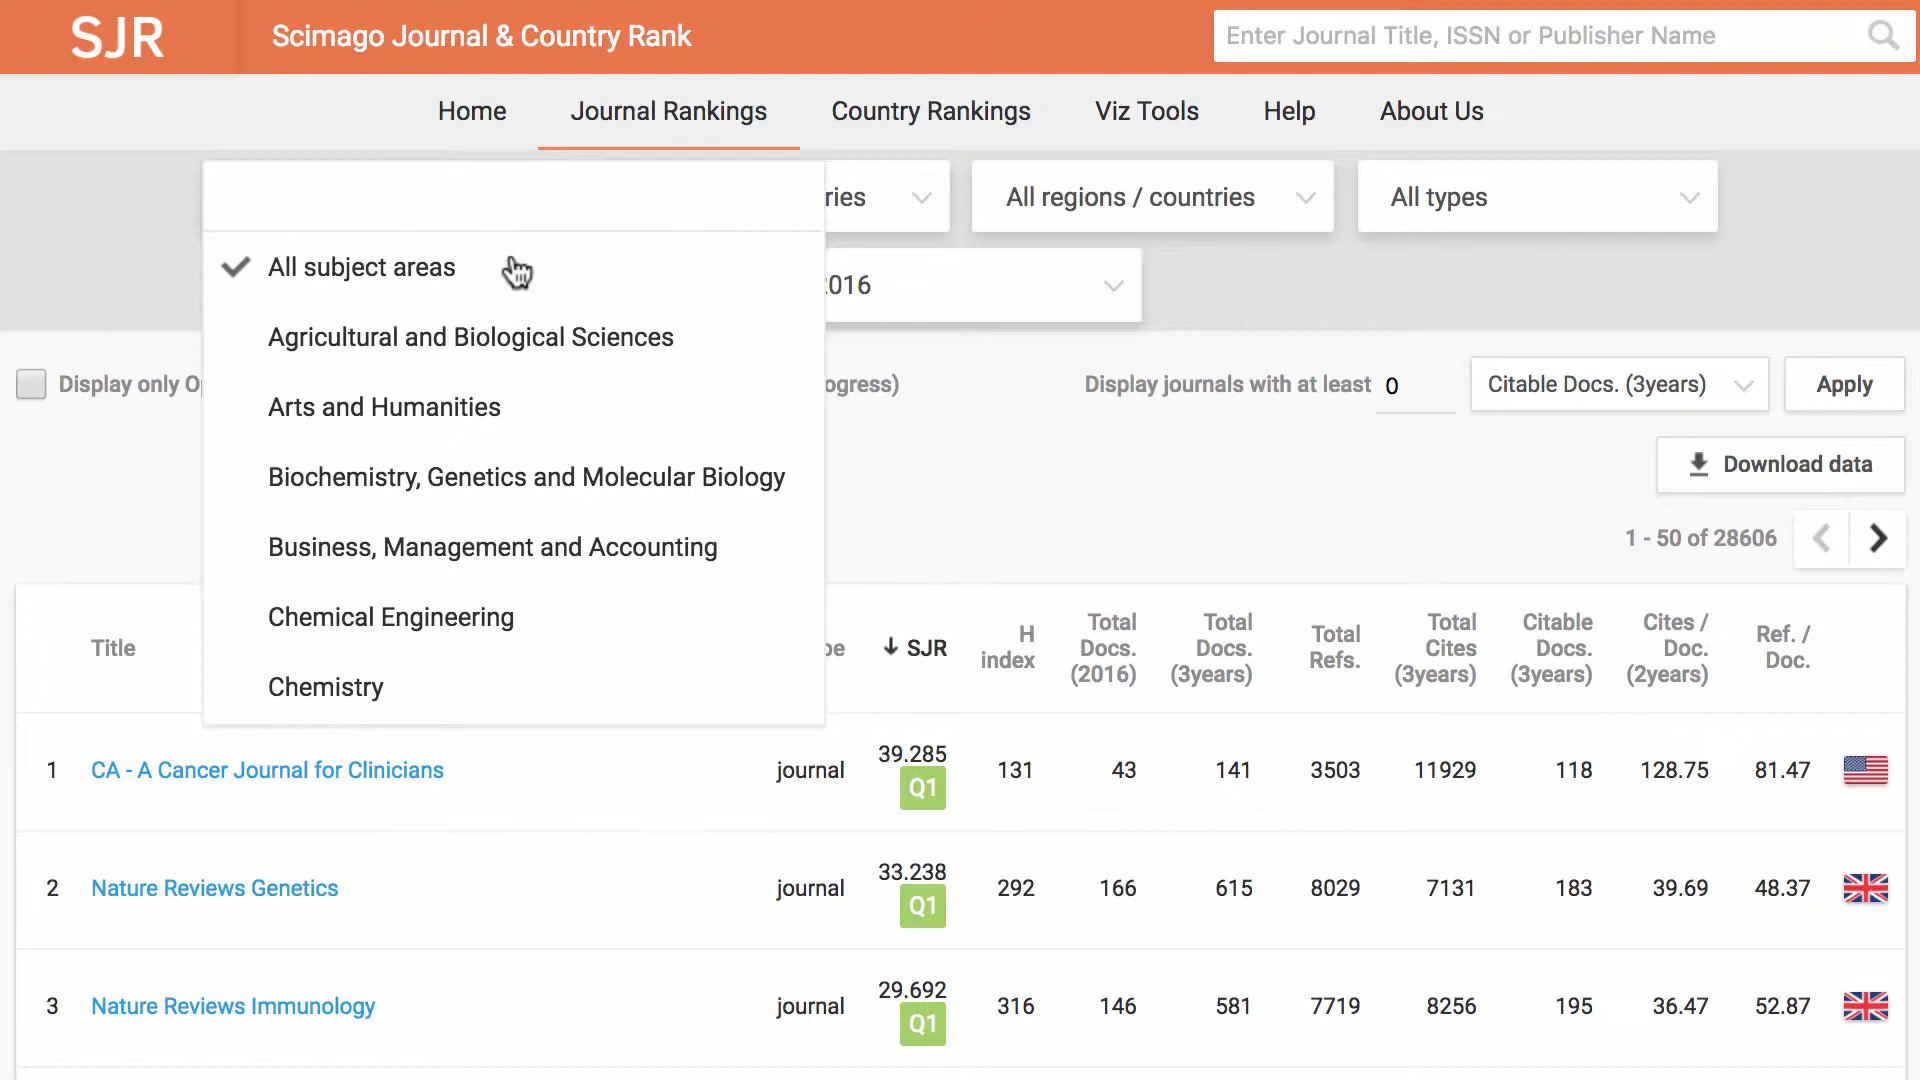 SJR
Scimago Journal & Country Rank
Enter Journal Title, ISSN or Publisher Name
Home
Journal Rankings
Country Rankings
Viz Tools
Help
About Us
All regions / countries
All types
All subject areas
Agricultural and Biological Sciences
Arts and Humanities
Biochemistry, Genetics and Molecular Biology
Business, Management and Accounting
Chemical Engineering
Chemistry
Display only
Display journals with at least 0
Citable Docs. (3years)
Apply
Download data
1 - 50 of 28606
Title
SJR
H
index
Total
Docs.
(2016)
Total
Docs.
(3years)
Total
Refs.
Total
Cites
(3years)
Citable
Docs.
(3years)
Cites /
Doc.
(2years)
Ref. /
Doc.
1 CA - A Cancer Journal for Clinicians journal 39.285 Q1 131 43 141 3503 11929 118 128.75 81.47
2 Nature Reviews Genetics journal 33.238 Q1 292 166 615 8029 7131 183 39.69 48.37
3 Nature Reviews Immunology journal 29.692 Q1 316 146 581 7719 8256 195 36.47 52.87